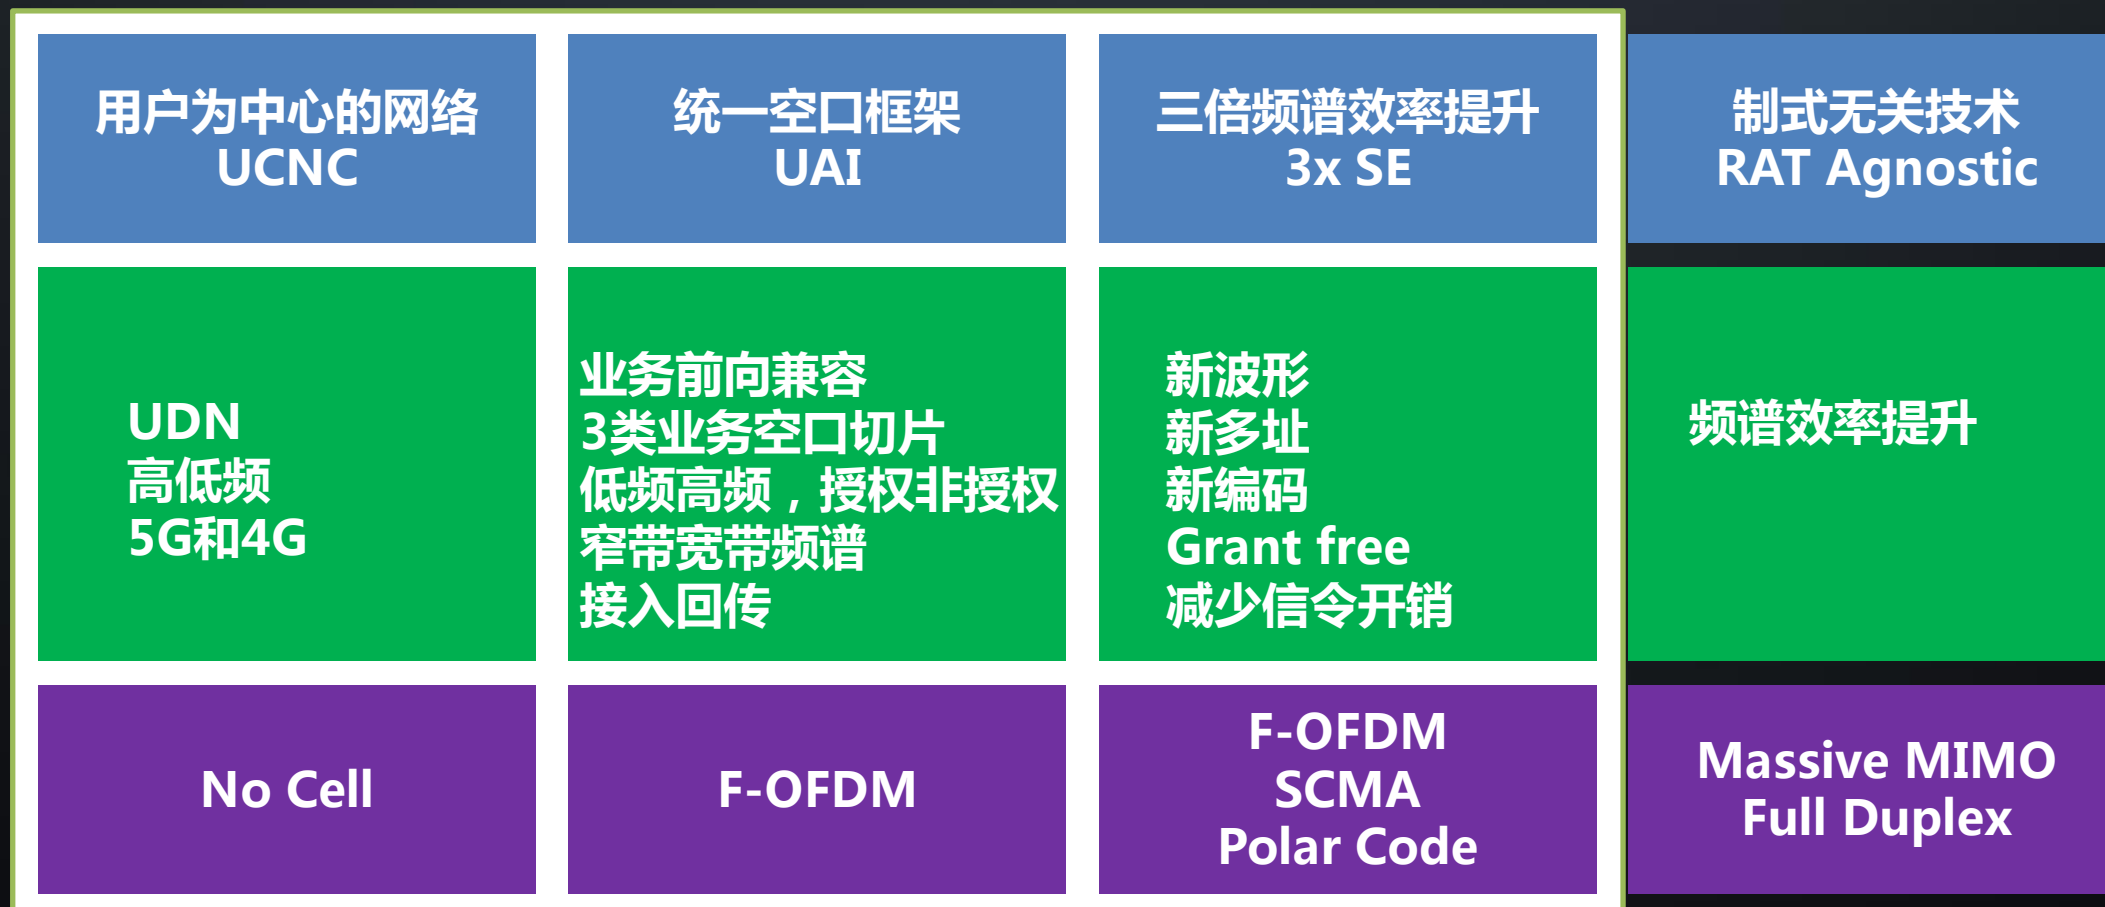 用户为中心的网络
UCNC
统一空口框架
UAI
三倍频谱效率提升
3x SE
制式无关技术
RAT Agnostic
UDN
高低频
5G和4G
业务前向兼容
3类业务空口切片
低频高频，授权非授权
窄带宽带频谱
接入回传
新波形
新多址
新编码
Grant free
减少信令开销
频谱效率提升
No Cell
F-OFDM
F-OFDM
SCMA
Polar Code
Massive MIMO
Full Duplex